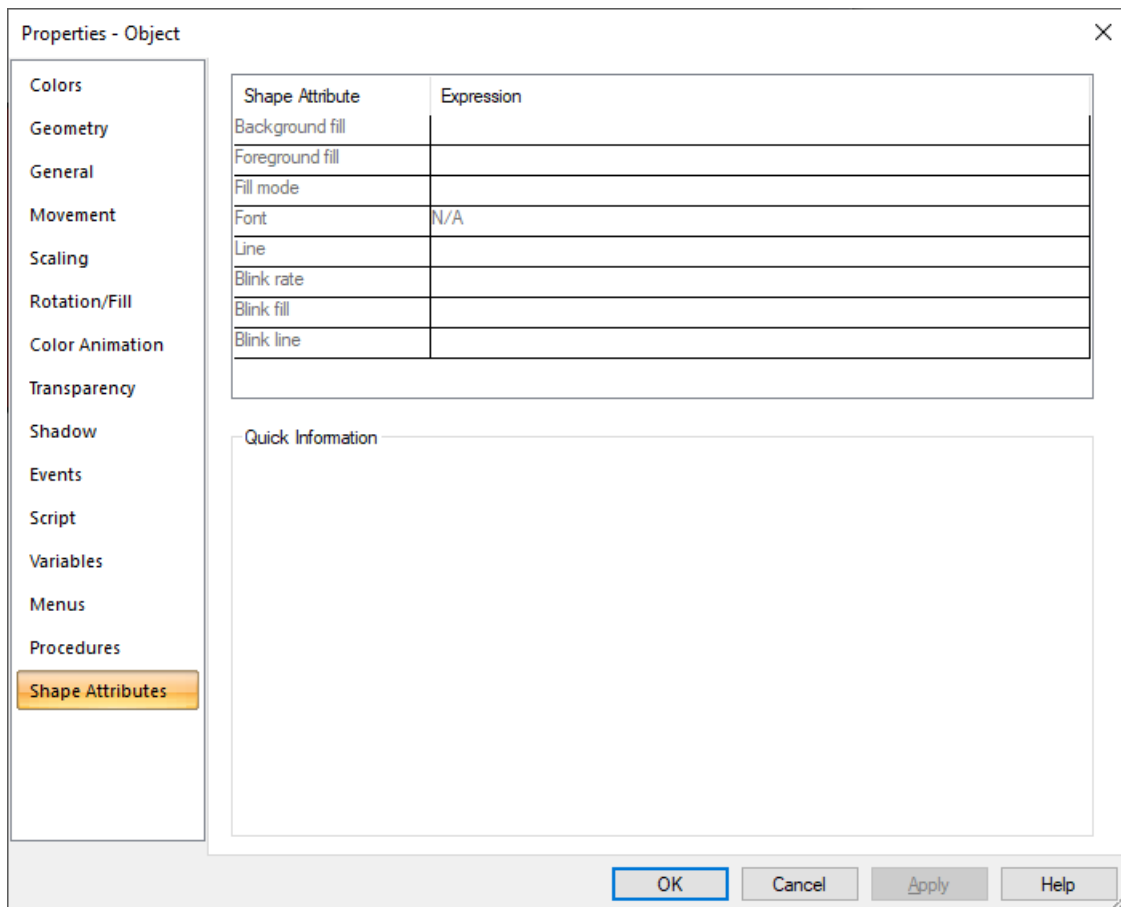 Properties - Object
Colors
Geometry
General
Movement
Scaling
Rotation/Fill
Color Animation
Transparency
Shadow
Events
Script
Variables
Menus
Procedures
Shape Attributes
Shape Attribute Expression
Background fill
Foreground fill
Fill mode
Font N/A
Line
Blink rate
Blink fill
Blink line
Quick Information
OK Cancel Apply Help